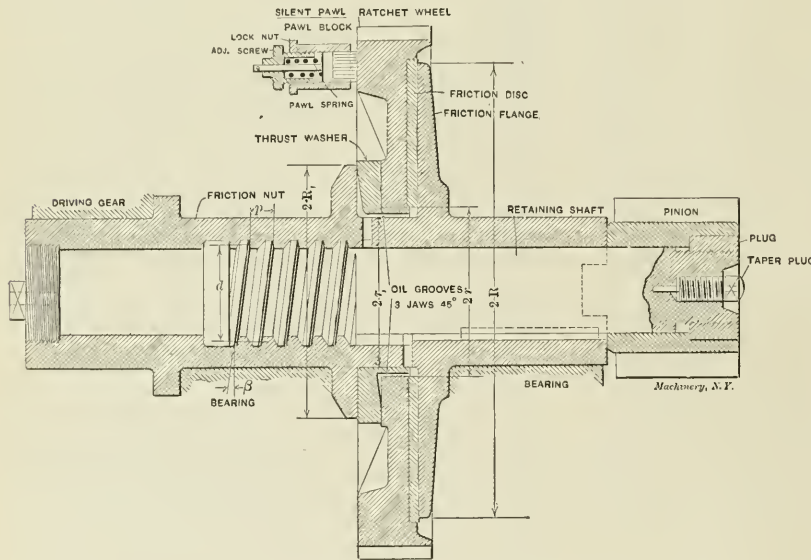 SILENT PAWL
RATCHET WHEEL
PAWL BLOCK
LOCK NUT
ADJ. SCREW
PAWL SPRING
FRICTION DISC
FRICTION FLANGE
THRUST WASHER
DRIVING GEAR
FRICTION NUT
RETAINING SHAFT
PINION
PLUG
TAPER PLUG
p
2R₁
d
2r₁
OIL GROOVES
3 JAWS 45°
2r
2R
β
BEARING
BEARING
Machinery, N.Y.